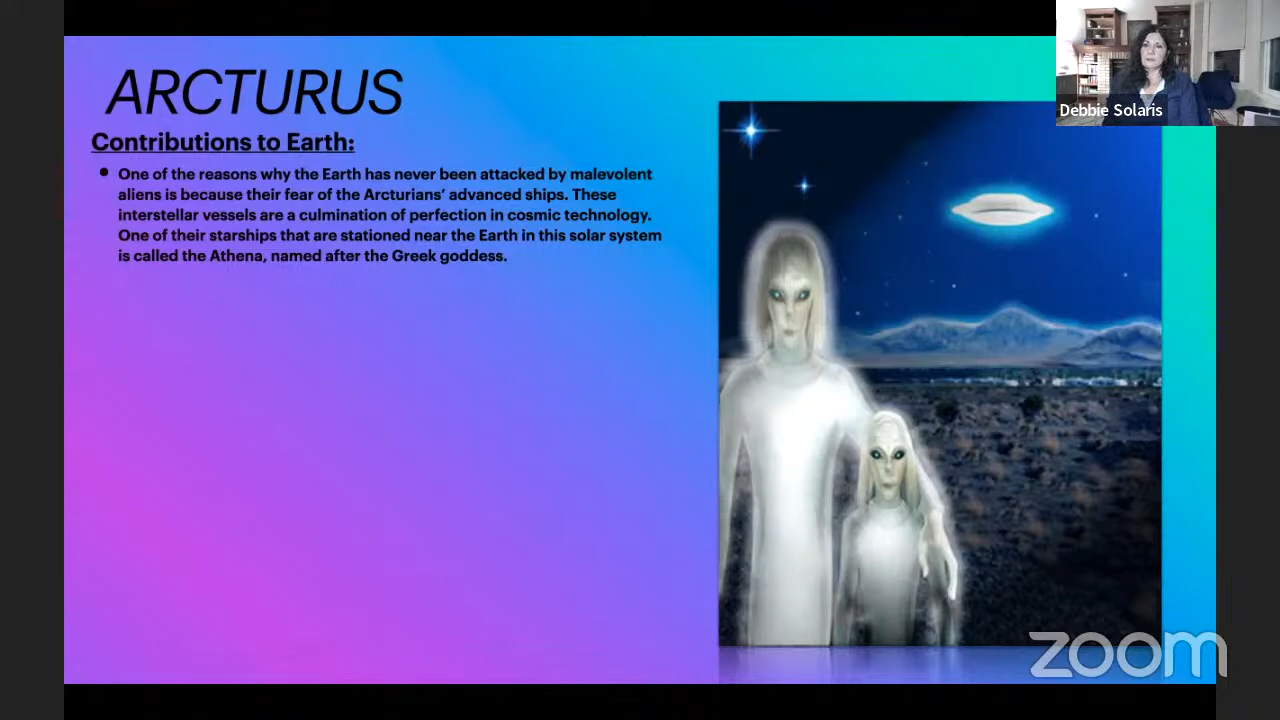 ARCTURUS
Contributions to Earth:
• One of the reasons why the Earth has never been attacked by malevolent
aliens is because their fear of the Arcturians’ advanced ships. These
interstellar vessels are a culmination of perfection in cosmic technology.
One of their starships that are stationed near the Earth in this solar system
is called the Athena, named after the Greek goddess.
Debbie Solaris
zoom